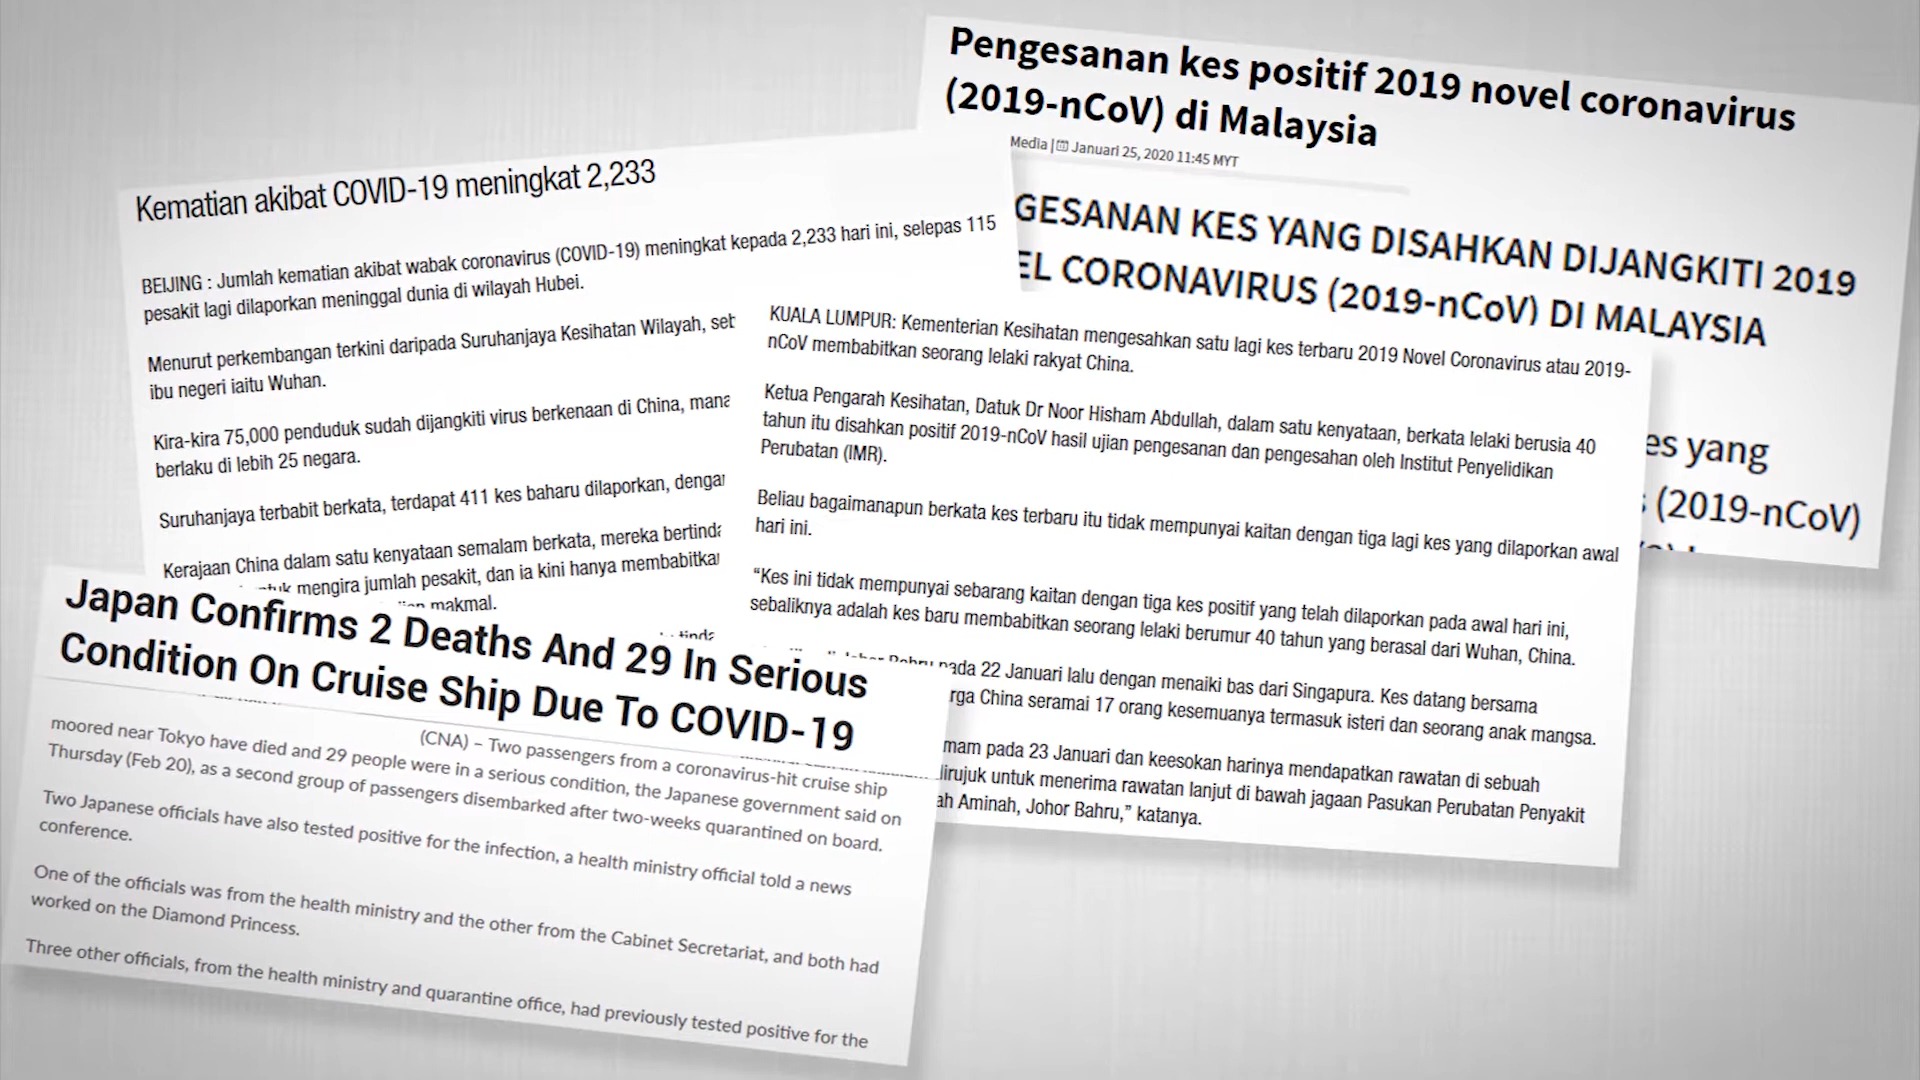 Pengesanan kes positif 2019 novel coronavirus
(2019-nCoV) di Malaysia
Media | Januari 25, 2020 11:45 MYT
GESANAN KES YANG DISAHKAN DIJANGKITI 2019
EL CORONAVIRUS (2019-nCoV) DI MALAYSIA
es yang
(2019-nCoV)
Kematian akibat COVID-19 meningkat 2,233
BEIJING : Jumlah kematian akibat wabak coronavirus (COVID-19) meningkat kepada 2,233 hari ini, selepas 115
pesakit lagi dilaporkan meninggal dunia di wilayah Hubei.
Menurut perkembangan terkini daripada Suruhanjaya Kesihatan Wilayah, seb
ibu negeri iaitu Wuhan.
Kira-kira 75,000 penduduk sudah dijangkiti virus berkenaan di China, mana
berlaku di lebih 25 negara.
Suruhanjaya terbabit berkata, terdapat 411 kes baharu dilaporkan, dengan
Kerajaan China dalam satu kenyataan semalam berkata, mereka bertinda
mengira jumlah pesakit, dan ia kini hanya membabitkan
makmal.
tinda
KUALA LUMPUR: Kementerian Kesihatan mengesahkan satu lagi kes terbaru 2019 Novel Coronavirus atau 2019-
nCoV membabitkan seorang lelaki rakyat China.
Ketua Pengarah Kesihatan, Datuk Dr Noor Hisham Abdullah, dalam satu kenyataan, berkata lelaki berusia 40
tahun itu disahkan positif 2019-nCoV hasil ujian pengesanan dan pengesahan oleh Institut Penyelidikan
Perubatan (IMR).
Beliau bagaimanapun berkata kes terbaru itu tidak mempunyai kaitan dengan tiga lagi kes yang dilaporkan awal
hari ini.
“Kes ini tidak mempunyai sebarang kaitan dengan tiga kes positif yang telah dilaporkan pada awal hari ini,
sebaliknya adalah kes baru membabitkan seorang lelaki berumur 40 tahun yang berasal dari Wuhan, China.
Johor Bahru pada 22 Januari lalu dengan menaiki bas dari Singapura. Kes datang bersama
rga China seramai 17 orang kesemuanya termasuk isteri dan seorang anak mangsa.
mam pada 23 Januari dan keesokan harinya mendapatkan rawatan di sebuah
dirujuk untuk menerima rawatan lanjut di bawah jagaan Pasukan Perubatan Penyakit
ah Aminah, Johor Bahru,” katanya.
Japan Confirms 2 Deaths And 29 In Serious
Condition On Cruise Ship Due To COVID-19
(CNA) – Two passengers from a coronavirus-hit cruise ship
moored near Tokyo have died and 29 people were in a serious condition, the Japanese government said on
Thursday (Feb 20), as a second group of passengers disembarked after two-weeks quarantined on board.
Two Japanese officials have also tested positive for the infection, a health ministry official told a news
conference.
One of the officials was from the health ministry and the other from the Cabinet Secretariat, and both had
worked on the Diamond Princess.
Three other officials, from the health ministry and quarantine office, had previously tested positive for the